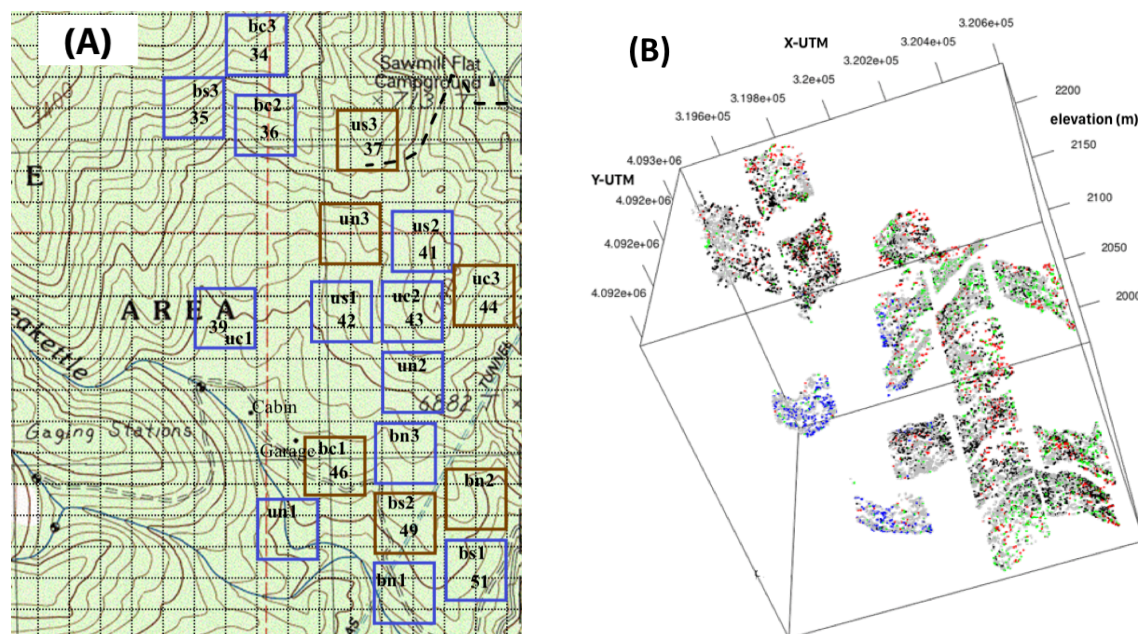 (A)
bc3
34
Sawmill Flat
Campground
bs3
35
bc2
36
us3
37
E
un3
us2
41
uc3
44
AREA
us1
42
uc2
43
39
uc1
un2
6882
TUNNEL
Cabin
Gaging Stations
Garage
bc1
46
bn3
bn2
un1
bs2
49
bs1
51
bn1
(B)
X-UTM
3.206e+05
3.204e+05
3.202e+05
3.2e+05
3.198e+05
3.196e+05
2200
elevation (m)
2150
2100
2050
2000
Y-UTM
4.093e+06
4.092e+06
4.092e+06
4.092e+06